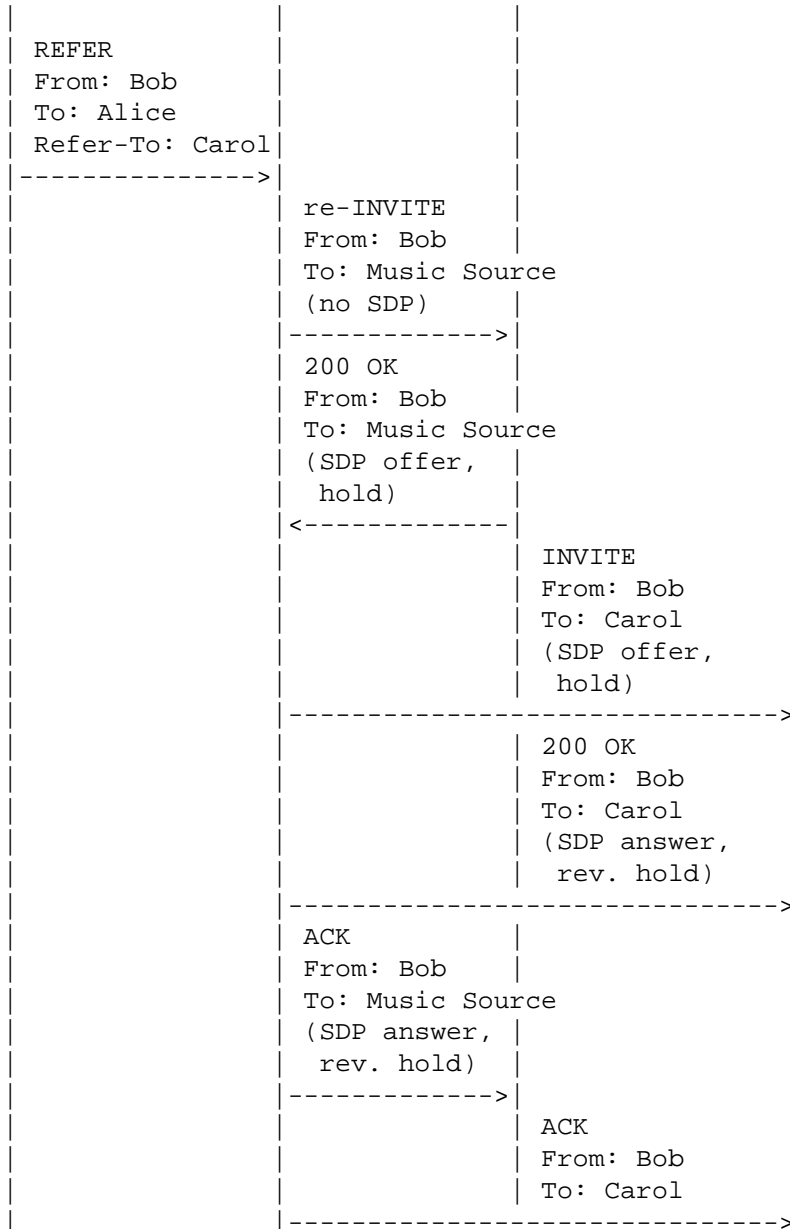 REFER
From: Bob
To: Alice
Refer-To: Carol
re-INVITE
From: Bob
To: Music Source
(no SDP)
200 OK
From: Bob
To: Music Source
(SDP offer,
hold)
INVITE
From: Bob
To: Carol
(SDP offer,
hold)
200 OK
From: Bob
To: Carol
(SDP answer,
rev. hold)
ACK
From: Bob
To: Music Source
(SDP answer,
rev. hold)
ACK
From: Bob
To: Carol